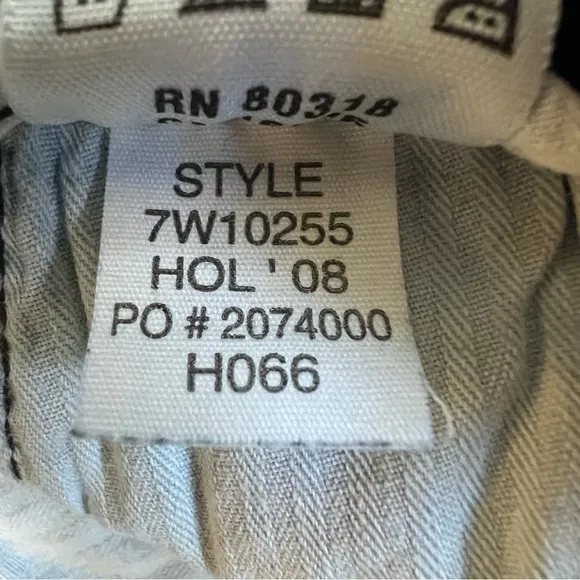 RN 80318
STYLE
7W10255
HOL ' 08
PO # 2074000
H066